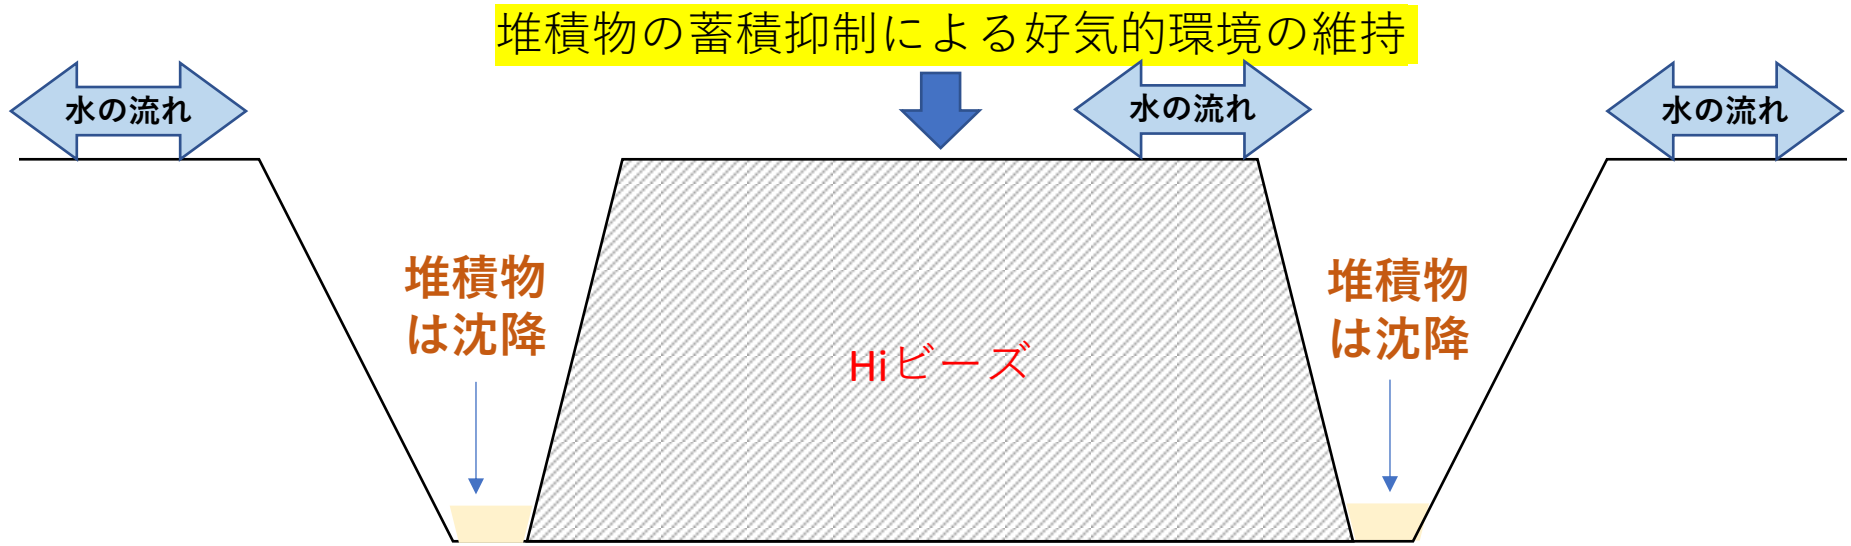 堆積物の蓄積抑制による好気的環境の維持
水の流れ
水の流れ
水の流れ
堆積物
は沈降
堆積物
は沈降
Hiビーズ